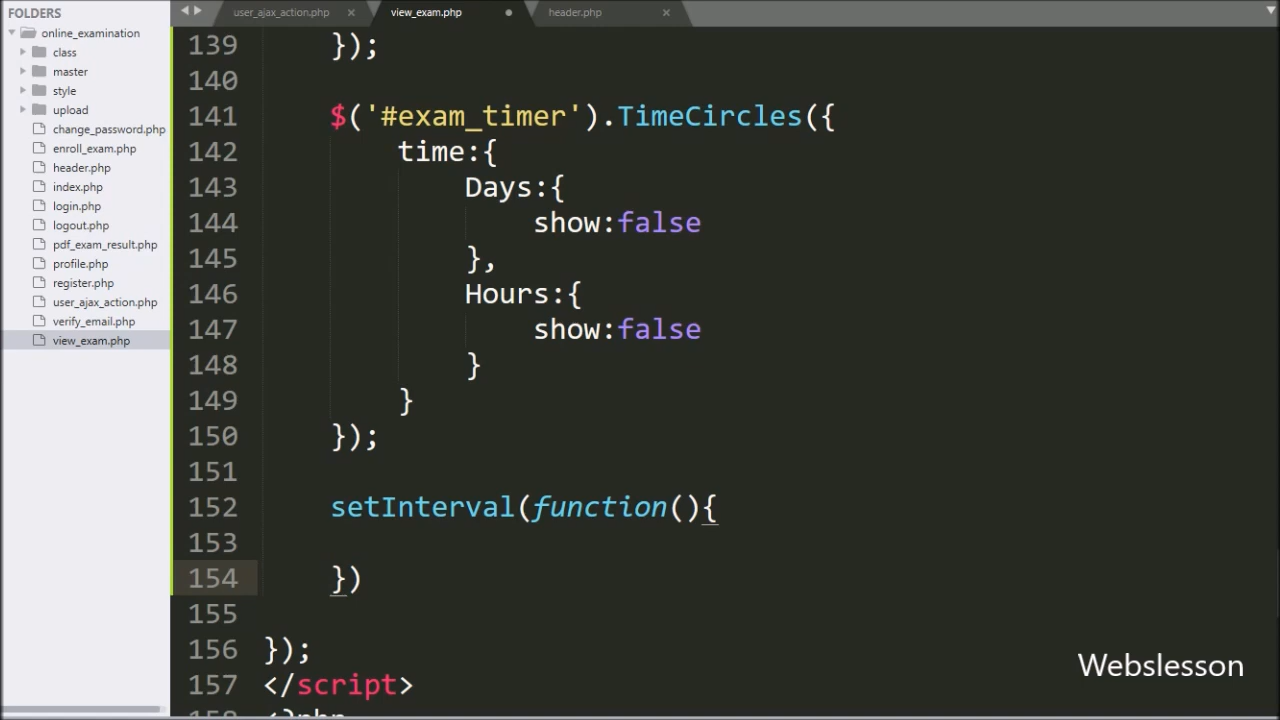 FOLDERS
online_examination
class
master
style
upload
change_password.php
enroll_exam.php
header.php
index.php
login.php
logout.php
pdf_exam_result.php
profile.php
register.php
user_ajax_action.php
verify_email.php
view_exam.php
user_ajax_action.php × view_exam.php header.php ×
139 });
140
141 $('#exam_timer').TimeCircles({
142 time:{
143 Days:{
144 show:false
145 },
146 Hours:{
147 show:false
148 }
149 }
150 });
151
152 setInterval(function(){
153
154 })
155
156 });
157 </script>
158 <?php
Webslesson